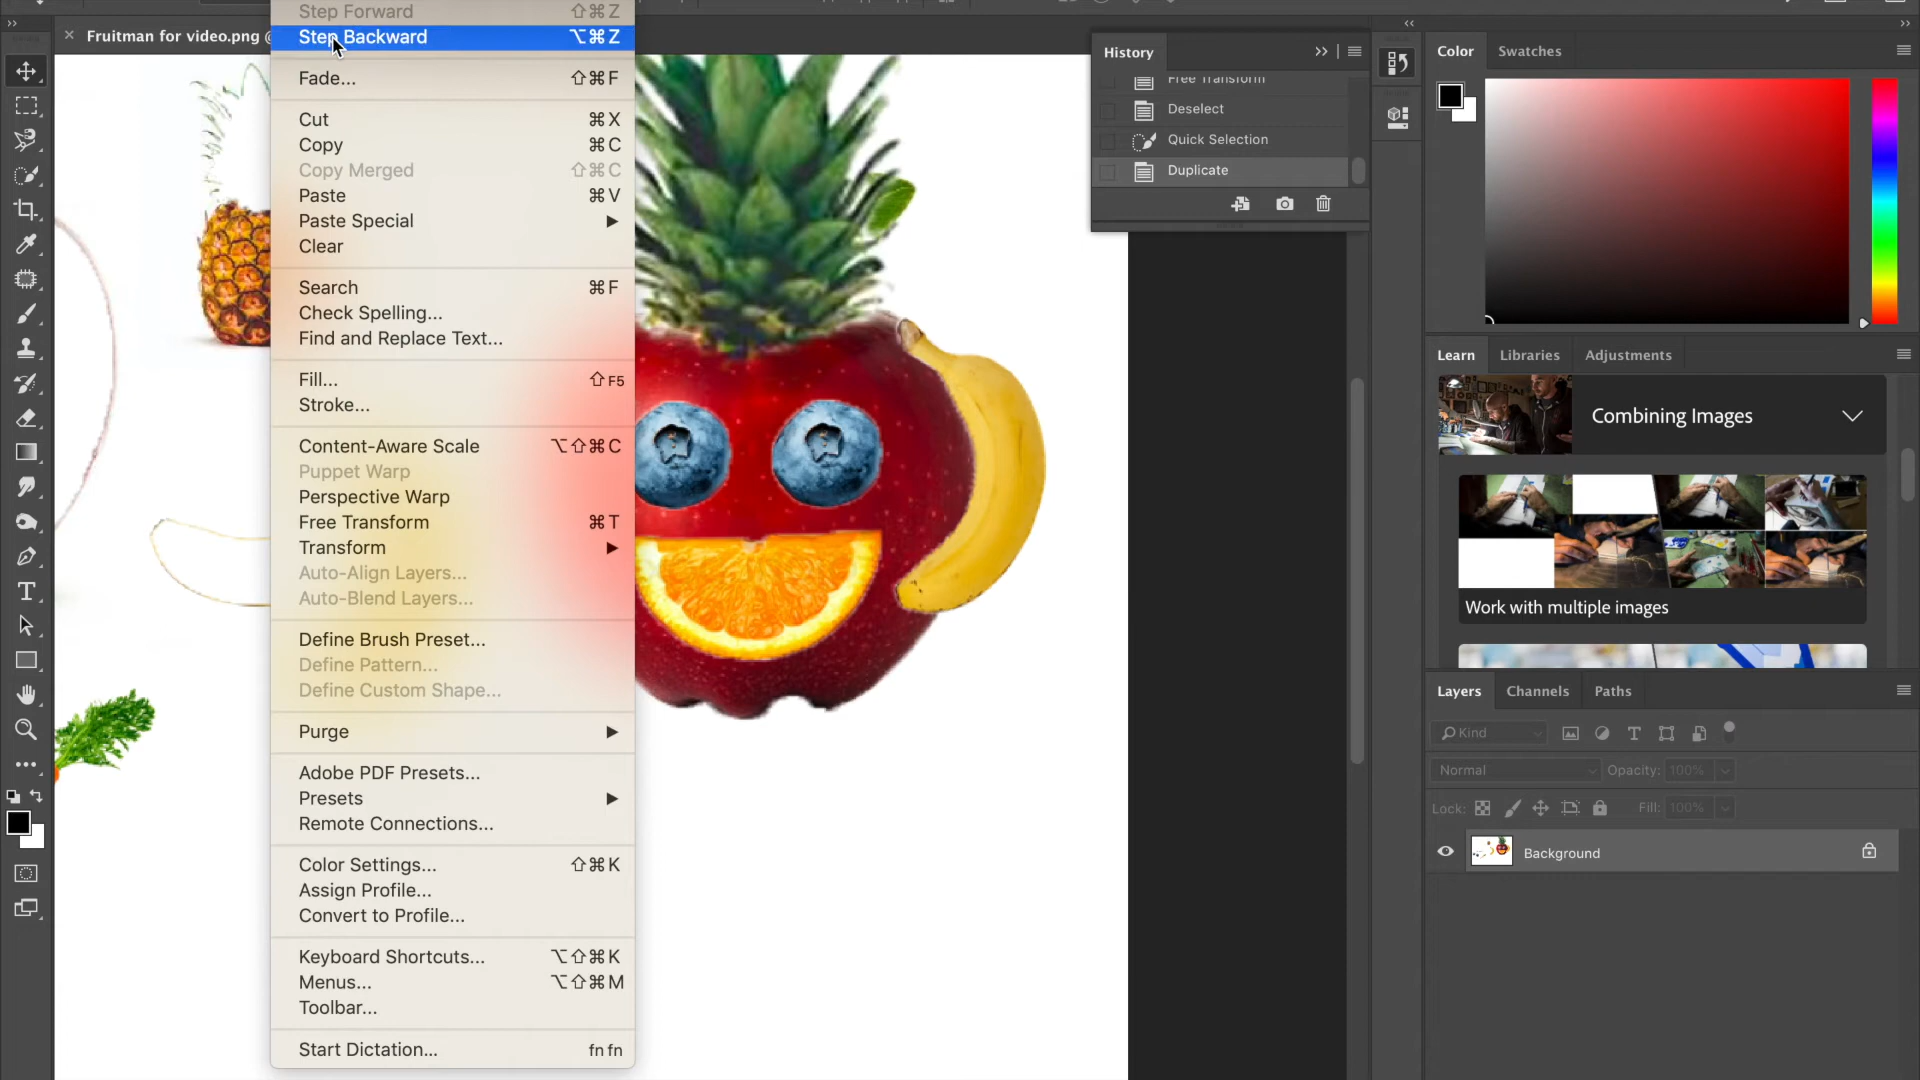 Step Forward ⇧⌘Z
Step Backward ⌥⌘Z
Fade... ⇧⌘F
Cut ⌘X
Copy ⌘C
Copy Merged ⇧⌘C
Paste ⌘V
Paste Special ▶
Clear
Search ⌘F
Check Spelling...
Find and Replace Text...
Fill... ⇧F5
Stroke...
Content-Aware Scale ⌥⇧⌘C
Puppet Warp
Perspective Warp
Free Transform ⌘T
Transform ▶
Auto-Align Layers...
Auto-Blend Layers...
Define Brush Preset...
Define Pattern...
Define Custom Shape...
Purge ▶
Adobe PDF Presets...
Presets ▶
Remote Connections...
Color Settings... ⇧⌘K
Assign Profile...
Convert to Profile...
Keyboard Shortcuts... ⌥⇧⌘K
Menus... ⌥⇧⌘M
Toolbar...
Start Dictation... fn fn
Fruitman for video.png @
History
Free Transform
Deselect
Quick Selection
Duplicate
Color Swatches
Learn Libraries Adjustments
Combining Images
Work with multiple images
Layers Channels Paths
Kind
Normal Opacity: 100%
Lock: Fill: 100%
Background